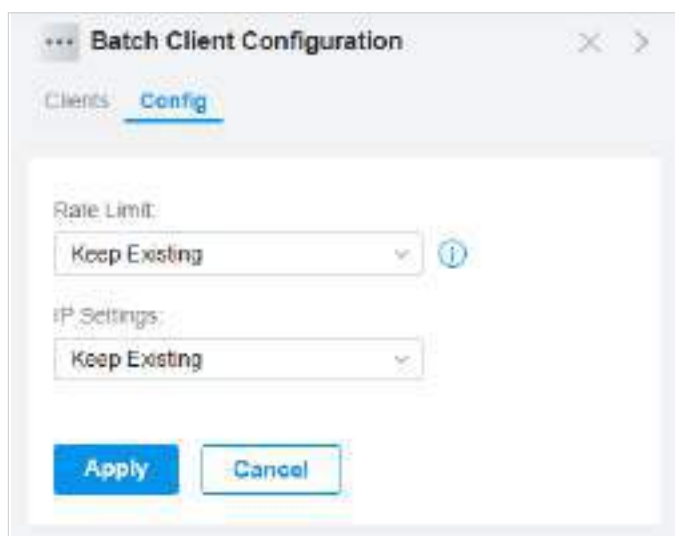 Batch Client Configuration
Clients Config
Rate Limit:
Keep Existing
IP Settings:
Keep Existing
Apply Cancel